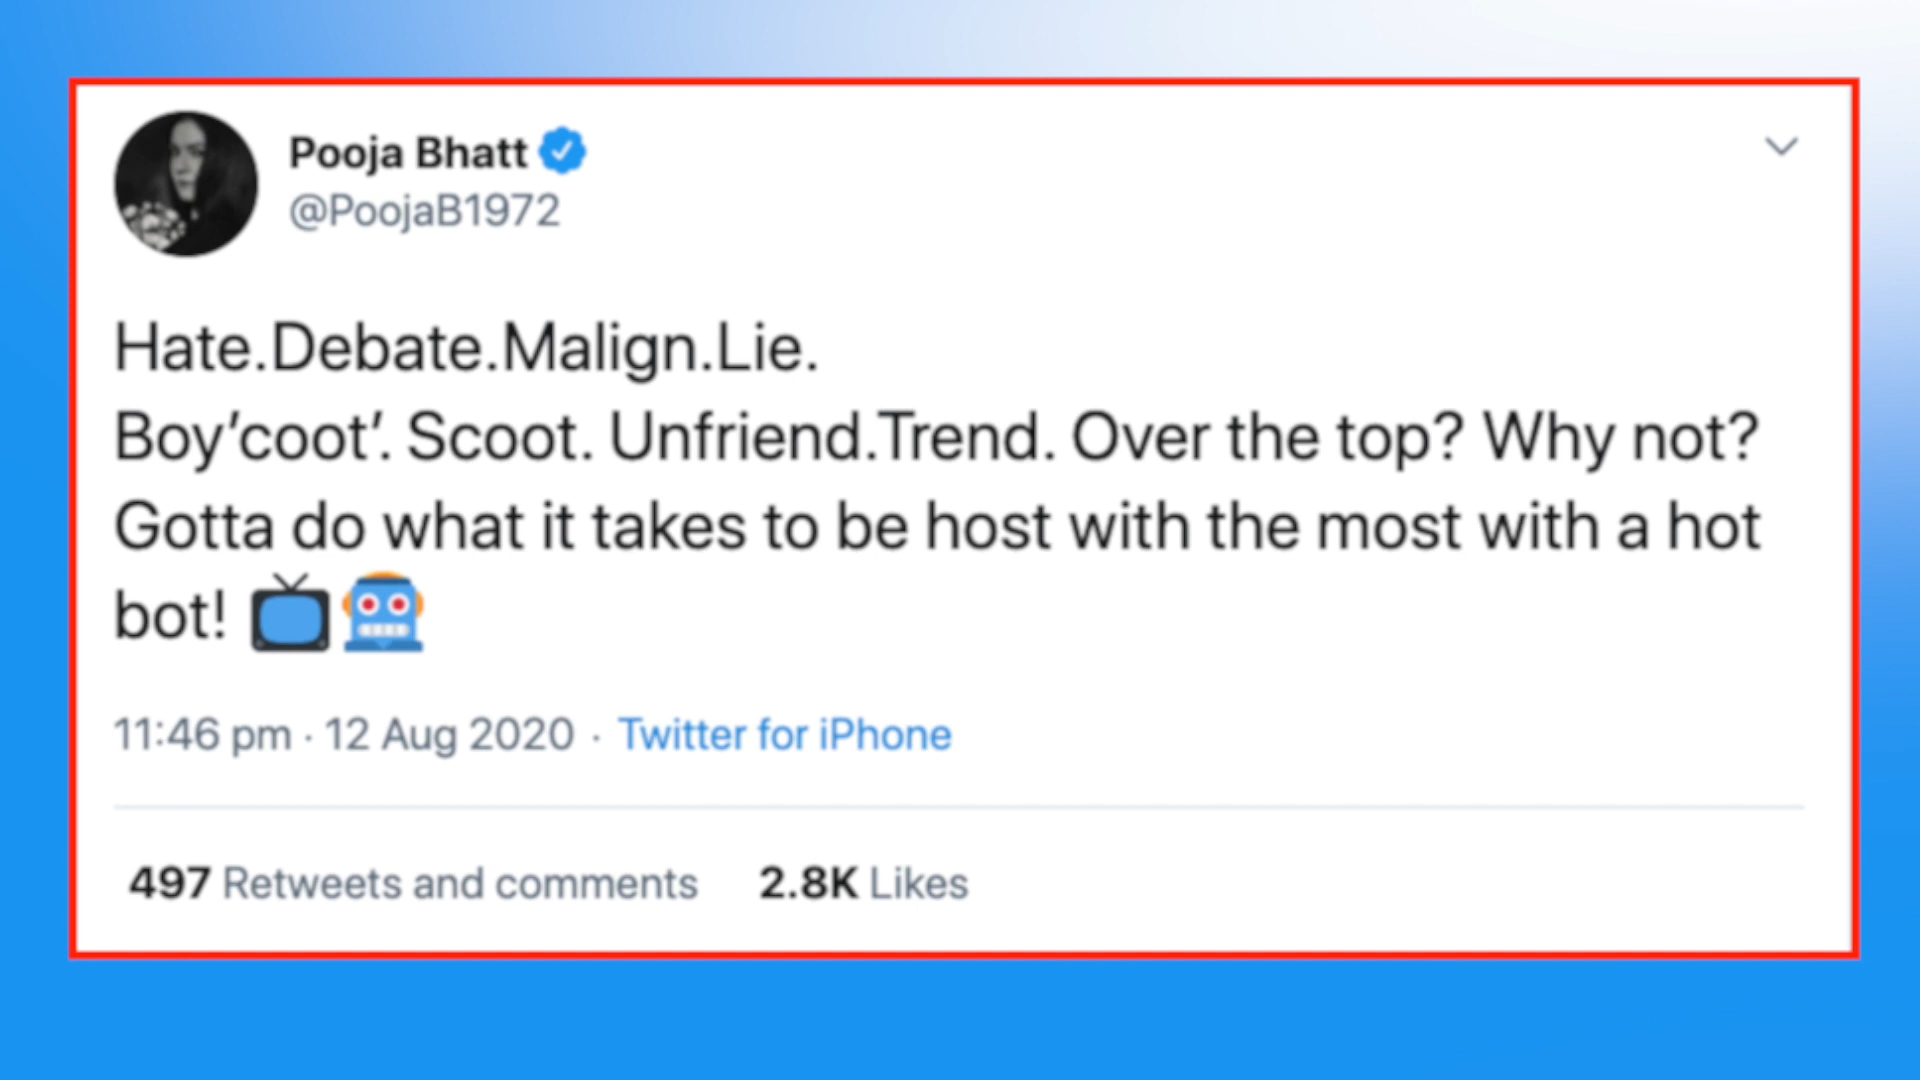 Pooja Bhatt
@PoojaB1972
Hate.Debate.Malign.Lie.
Boy’coot’. Scoot. Unfriend.Trend. Over the top? Why not?
Gotta do what it takes to be host with the most with a hot
bot! 📺🤖
11:46 pm · 12 Aug 2020 · Twitter for iPhone
497 Retweets and comments 2.8K Likes